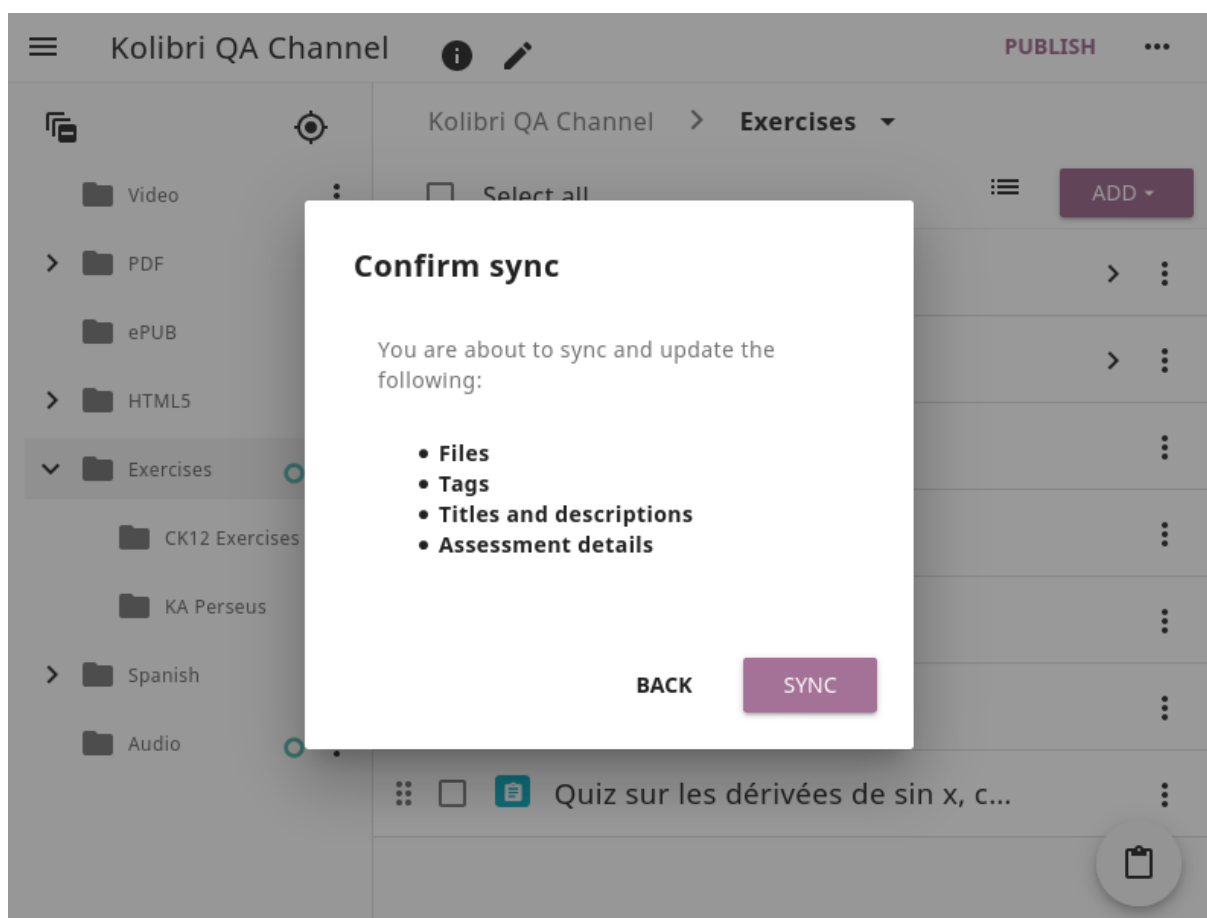 Kolibri QA Channel
PUBLISH
Kolibri QA Channel > Exercises
Select all
ADD
Video
PDF
ePUB
HTML5
Exercises
CK12 Exercises
KA Perseus
Spanish
Audio
Confirm sync
You are about to sync and update the
following:
• Files
• Tags
• Titles and descriptions
• Assessment details
BACK
SYNC
Quiz sur les dérivées de sin x, c...